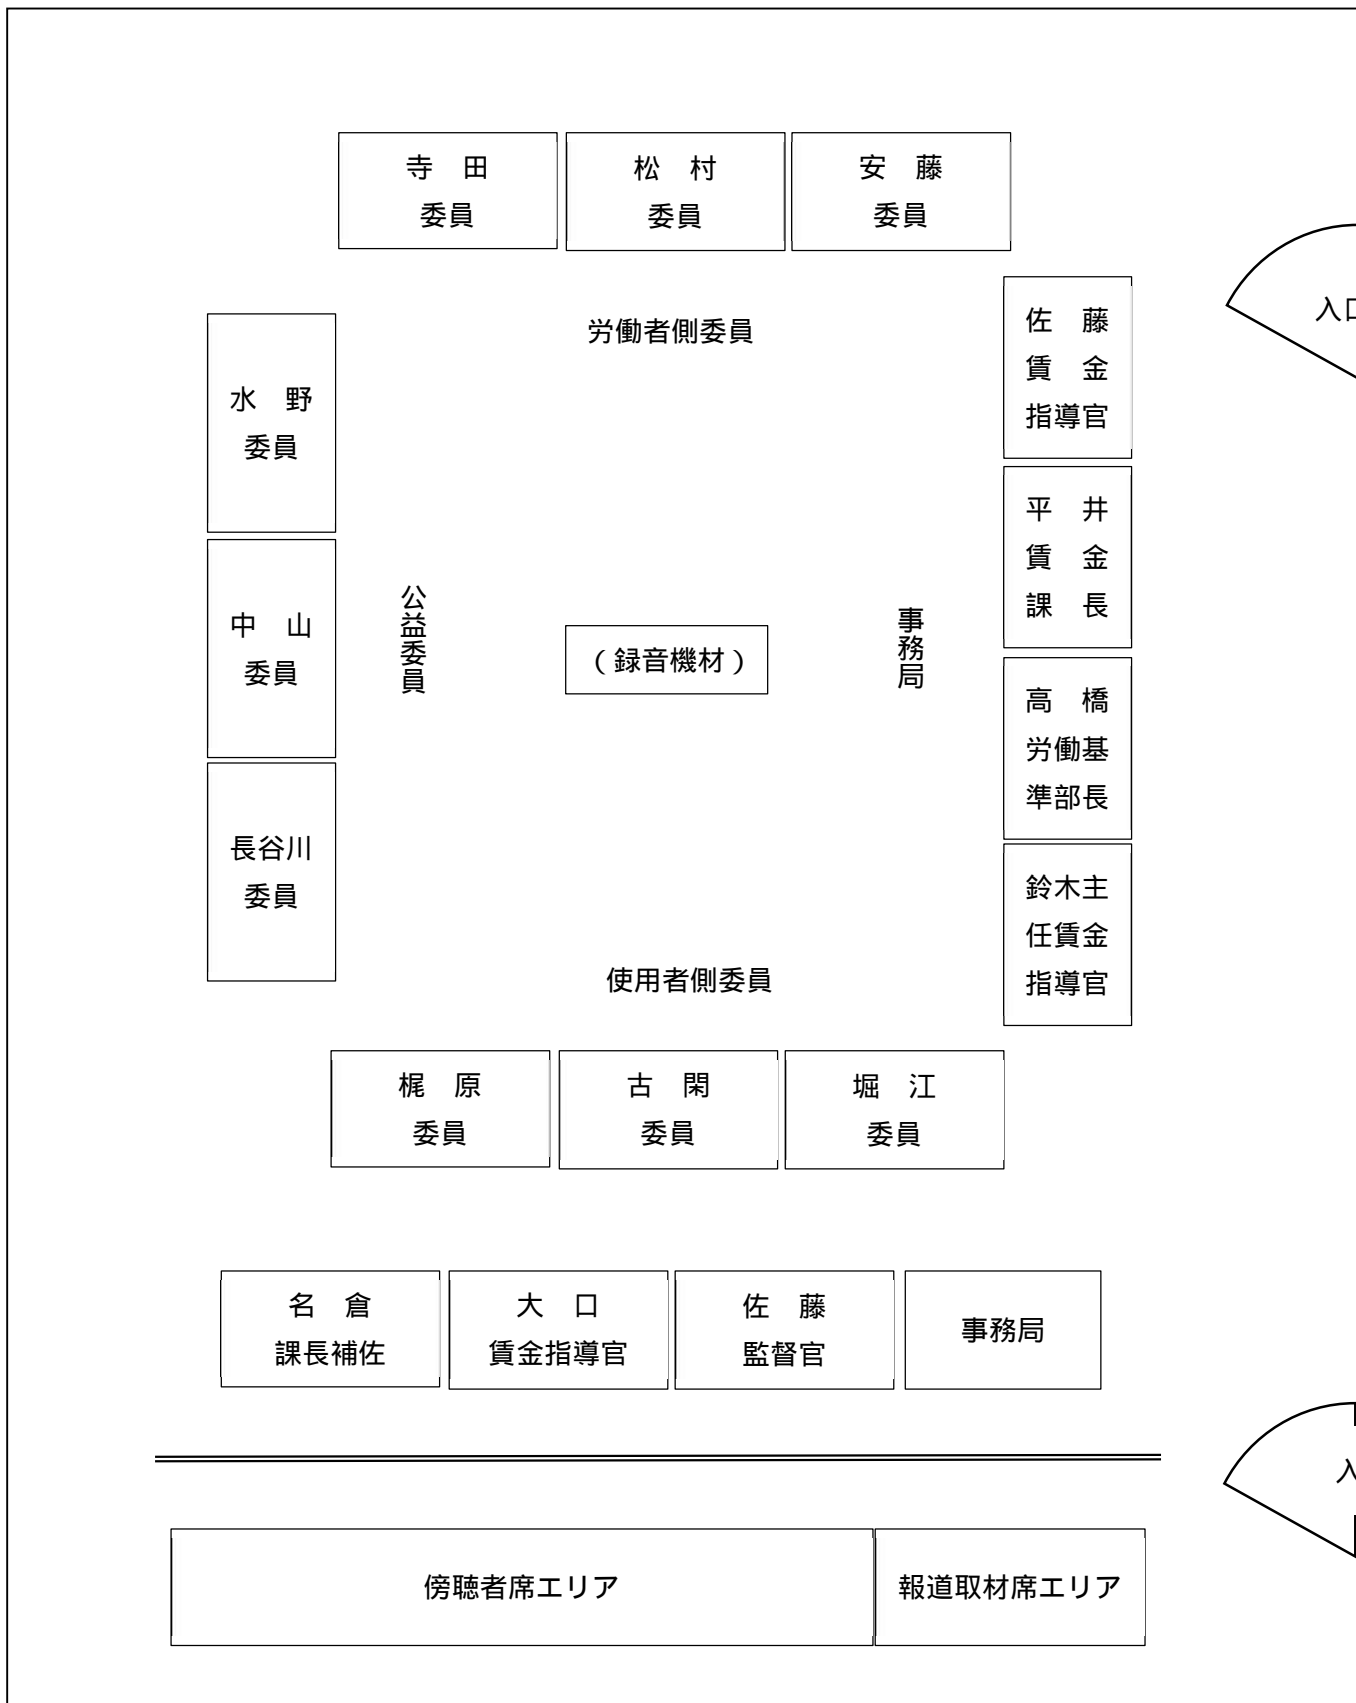 寺　田
委員
松　村
委員
安　藤
委員
労働者側委員
入口
水　野
委員
中　山
委員
長谷川
委員
公益委員
（録音機材）
事務局
佐　藤
賃　金
指導官
平　井
賃　金
課　長
高　橋
労働基
準部長
鈴木主
任賃金
指導官
使用者側委員
梶　原
委員
古　閑
委員
堀　江
委員
名　倉
課長補佐
大　口
賃金指導官
佐　藤
監督官
事務局
入
傍聴者席エリア
報道取材席エリア